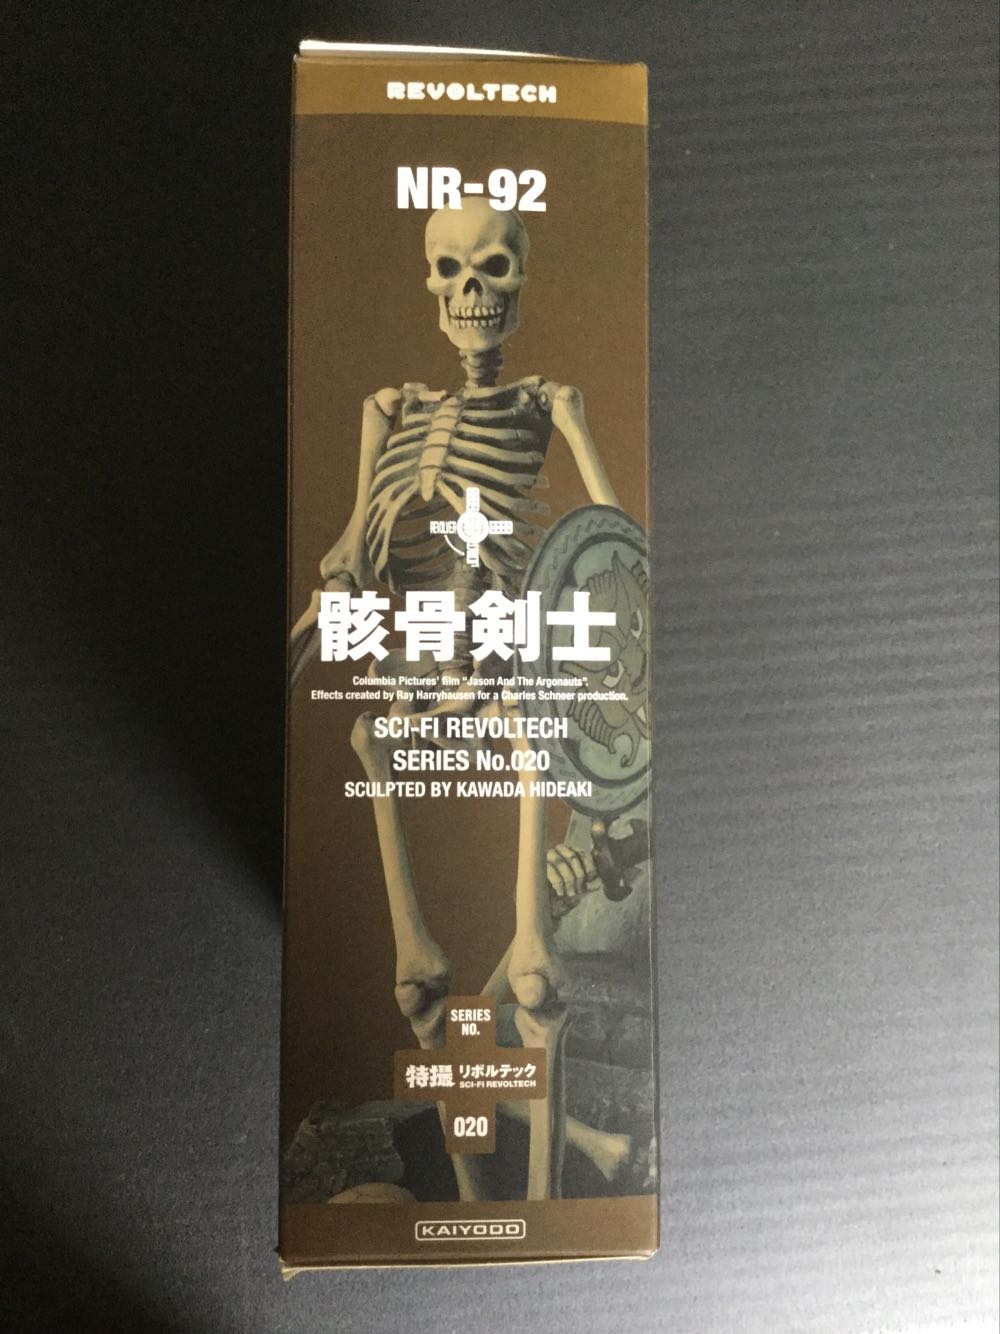 REVOLTECH
NR-92
REVOLVER
骸骨剣士
Columbia Pictures' film "Jason And The Argonauts".
Effects created by Ray Harryhausen for a Charles Schneer production.
SCI-FI REVOLTECH
SERIES No.020
SCULPTED BY KAWADA HIDEAKI
SERIES
NO.
特撮 リボルテック
SCI-FI REVOLTECH
020
KAIYODO